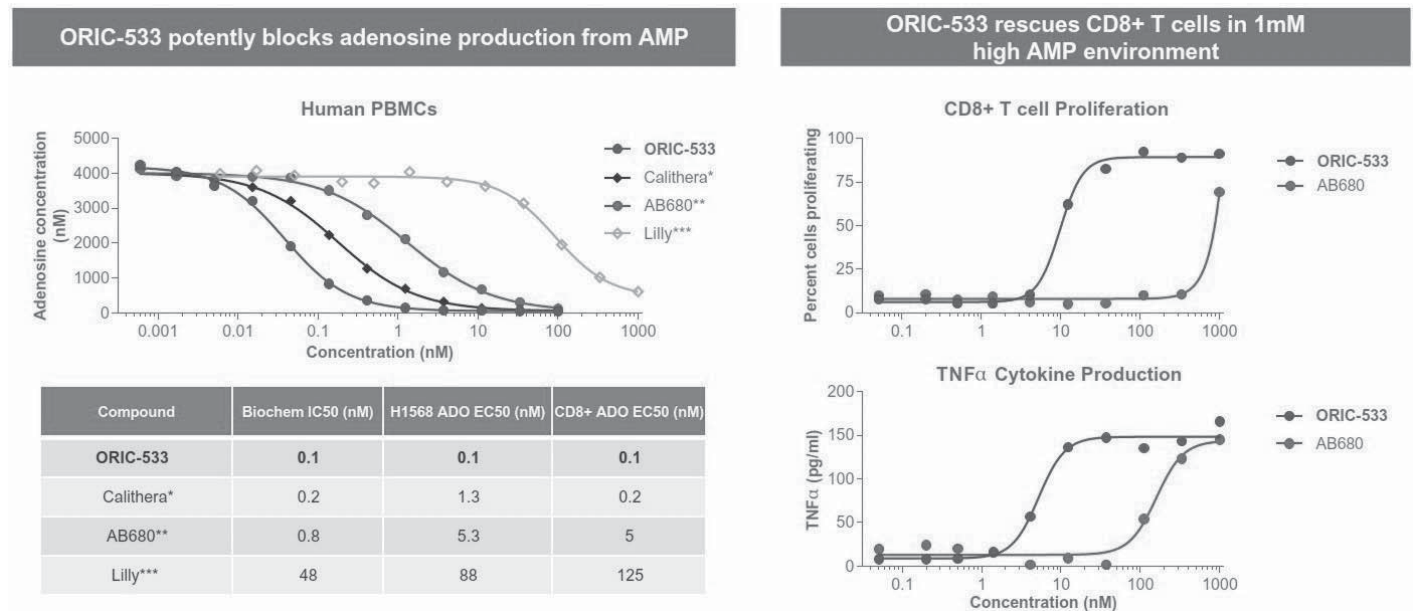 ORIC-533 potently blocks adenosine production from AMP
Human PBMCs
Adenosine concentration
(nM)
5000
4000
3000
2000
1000
0
0.001 0.01 0.1 1 10 100 1000
Concentration (nM)
ORIC-533
Calithera*
AB680**
Lilly***
Compound Biochem IC50 (nM) H1568 ADO EC50 (nM) CD8+ ADO EC50 (nM)
ORIC-533 0.1 0.1 0.1
Calithera* 0.2 1.3 0.2
AB680** 0.8 5.3 5
Lilly*** 48 88 125
ORIC-533 rescues CD8+ T cells in 1mM
high AMP environment
CD8+ T cell Proliferation
Percent cells proliferating
100
75
50
25
0
0.1 1 10 100 1000
ORIC-533
AB680
TNFα Cytokine Production
TNFα (pg/ml)
200
150
100
50
0
0.1 1 10 100 1000
Concentration (nM)
ORIC-533
AB680